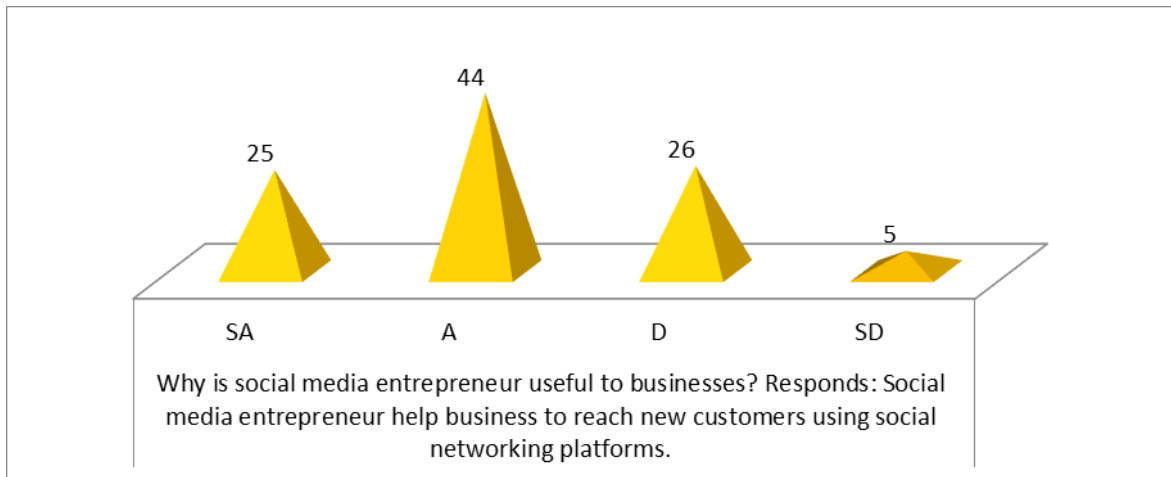 44
25
26
5
SA A D SD
Why is social media entrepreneur useful to businesses? Responds: Social
media entrepreneur help business to reach new customers using social
networking platforms.